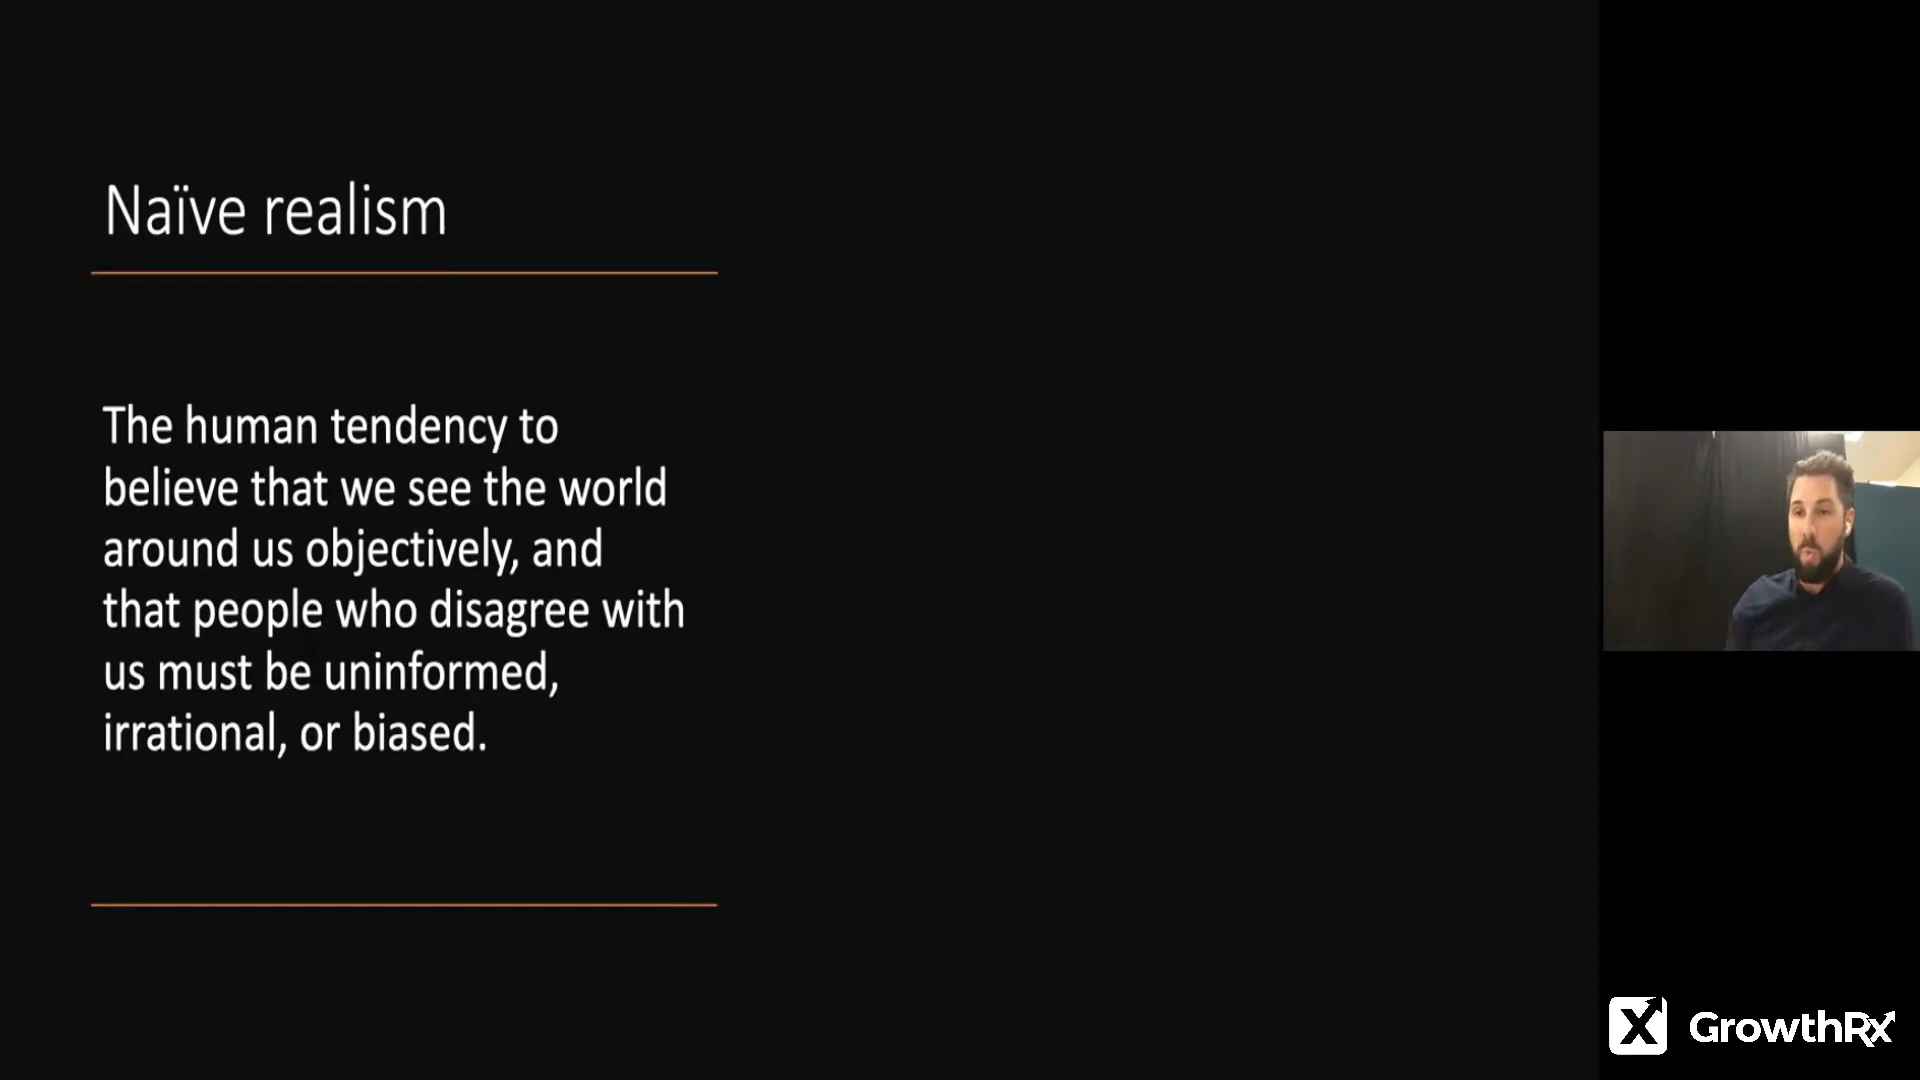 Naïve realism
The human tendency to
believe that we see the world
around us objectively, and
that people who disagree with
us must be uninformed,
irrational, or biased.
X GrowthRx